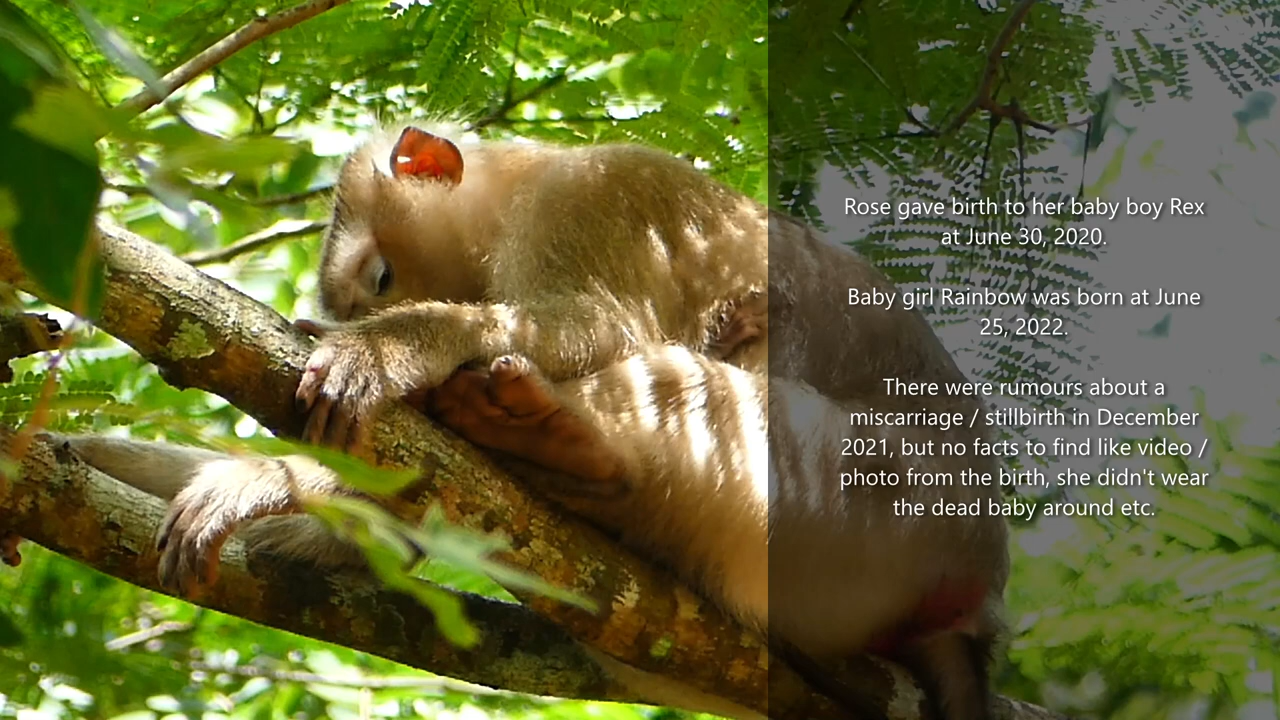 Rose gave birth to her baby boy Rex
at June 30, 2020.
Baby girl Rainbow was born at June
25, 2022.
There were rumours about a
miscarriage / stillbirth in December
2021, but no facts to find like video /
photo from the birth, she didn't wear
the dead baby around etc.